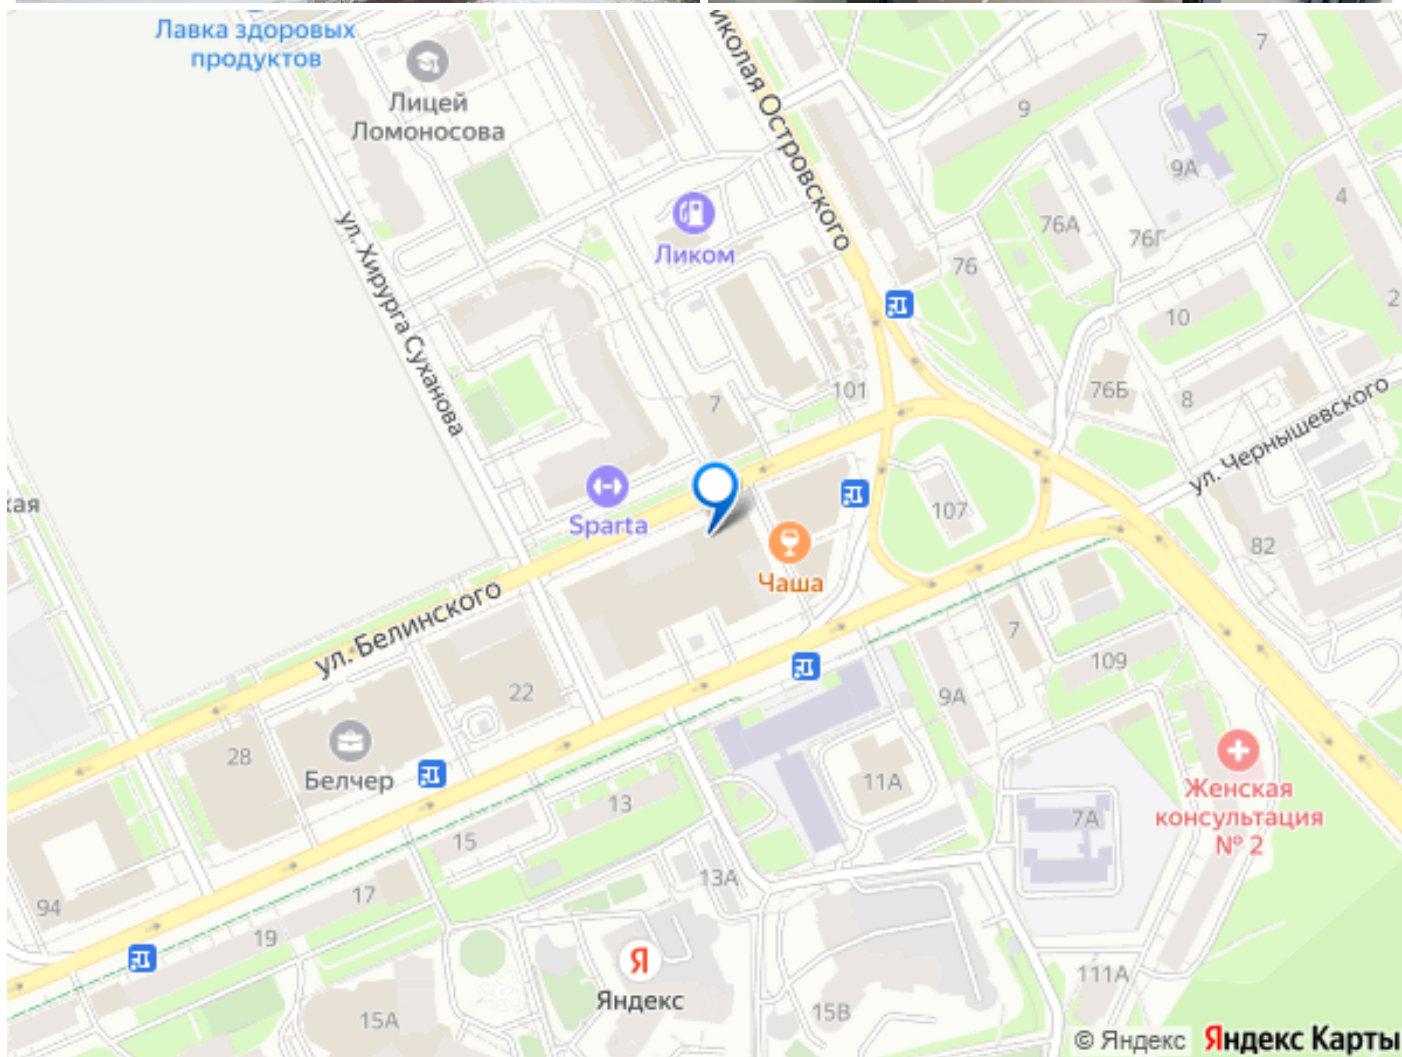 Лавка здоровых
продуктов
Лицей
Ломоносова
иколая Островского
7
9
9А
4
76А
76Г
ул. Хирурга Суханова
Ликом
76
2
10
101
76Б
8
7
ул. Чернышевского
кая
Sparta
107
82
Чаша
ул. Белинского
7
109
22
9А
28
Белчер
11А
Женская
консультация
№ 2
13
7А
15
13А
17
94
19
Я
Яндекс
111А
15В
15А
© Яндекс Яндекс Карты